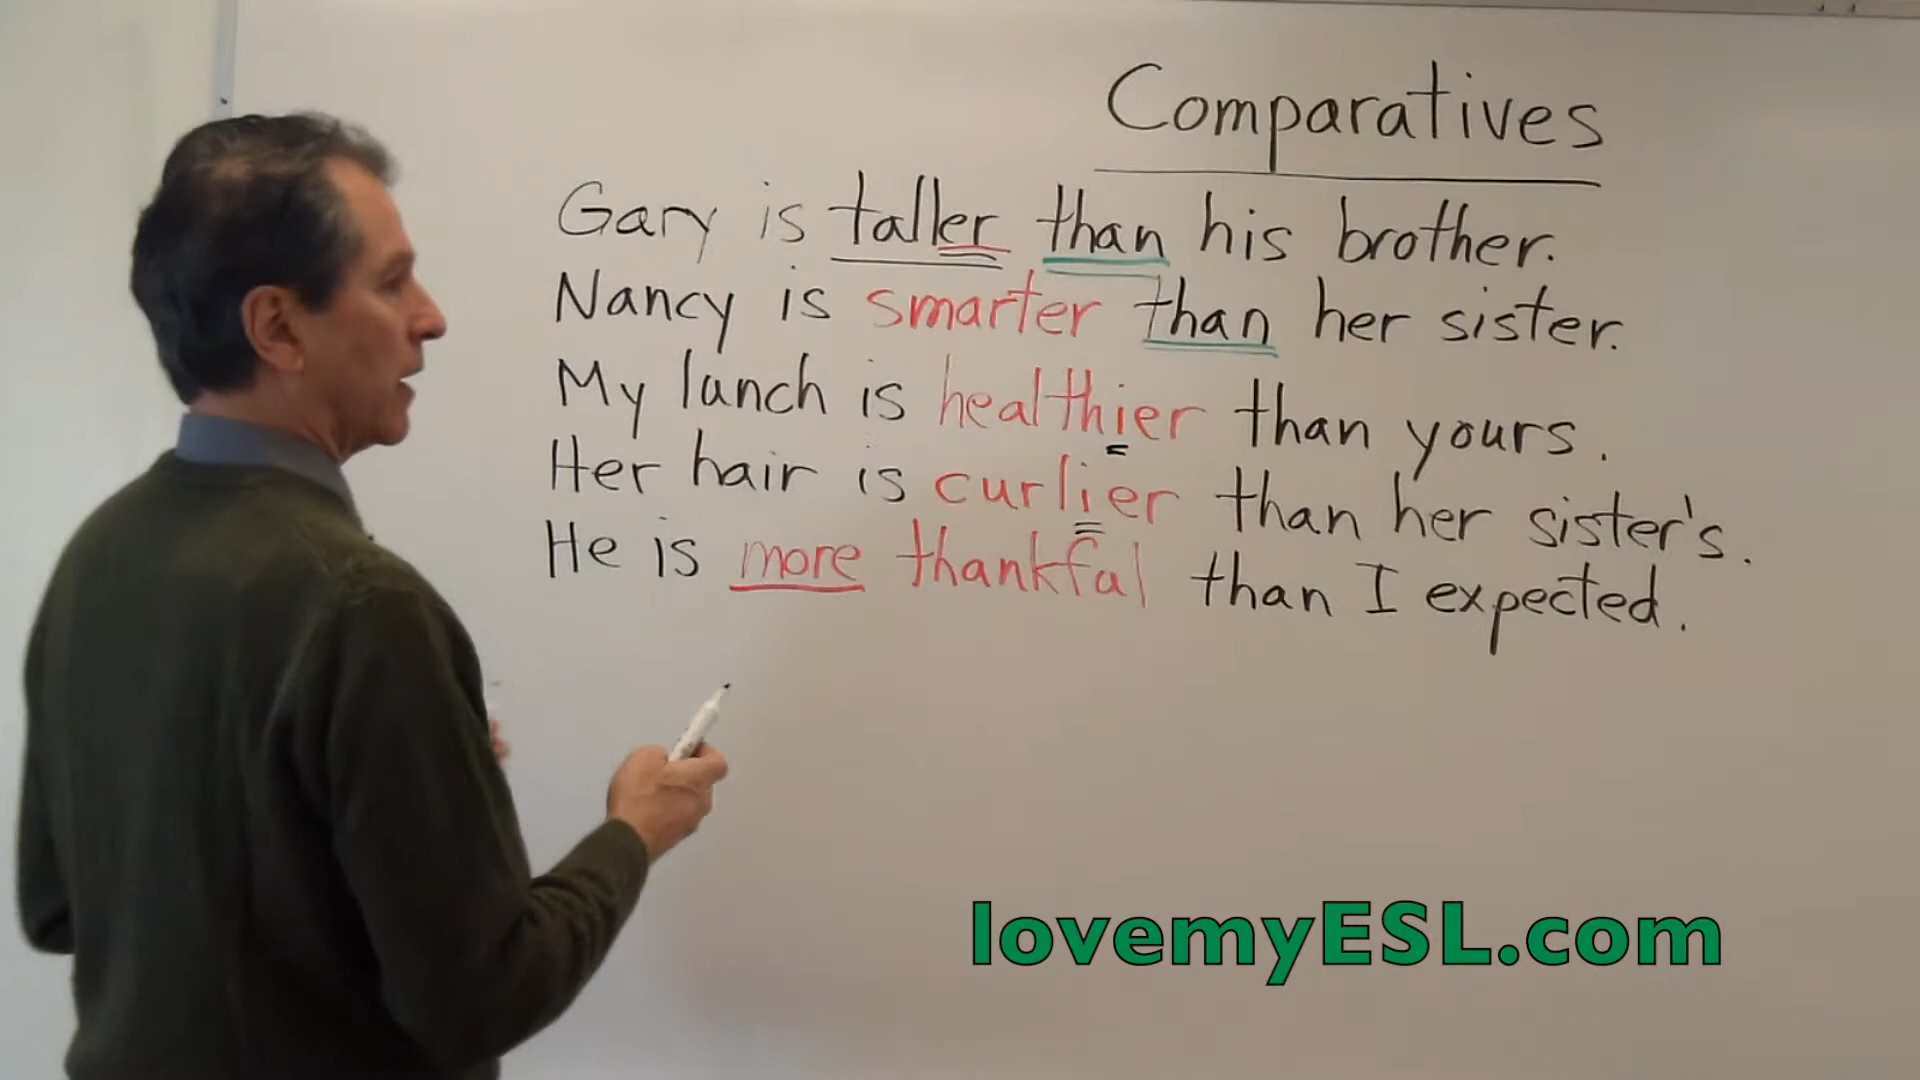 Comparatives
Gary is taller than his brother.
Nancy is smarter than her sister.
My lunch is healthier than yours.
Her hair is curlier than her sister's.
He is more thankful than I expected.
lovemyESL.com